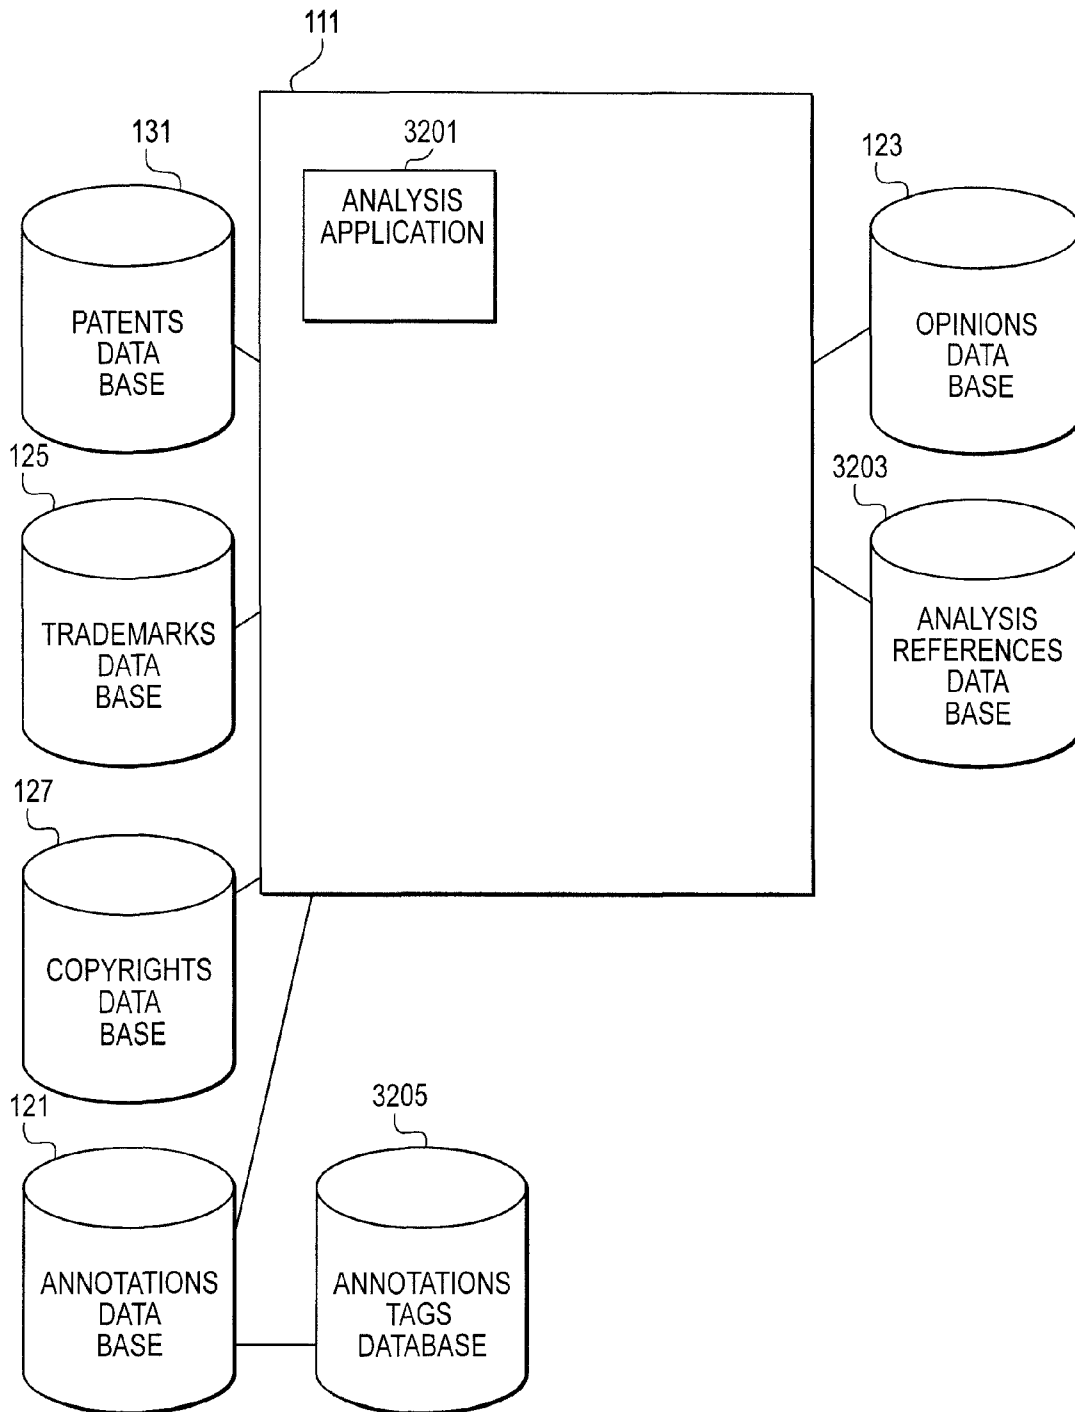 111
3201
ANALYSIS
APPLICATION
131
PATENTS
DATA
BASE
123
OPINIONS
DATA
BASE
125
TRADEMARKS
DATA
BASE
3203
ANALYSIS
REFERENCES
DATA
BASE
127
COPYRIGHTS
DATA
BASE
121
ANNOTATIONS
DATA
BASE
3205
ANNOTATIONS
TAGS
DATABASE